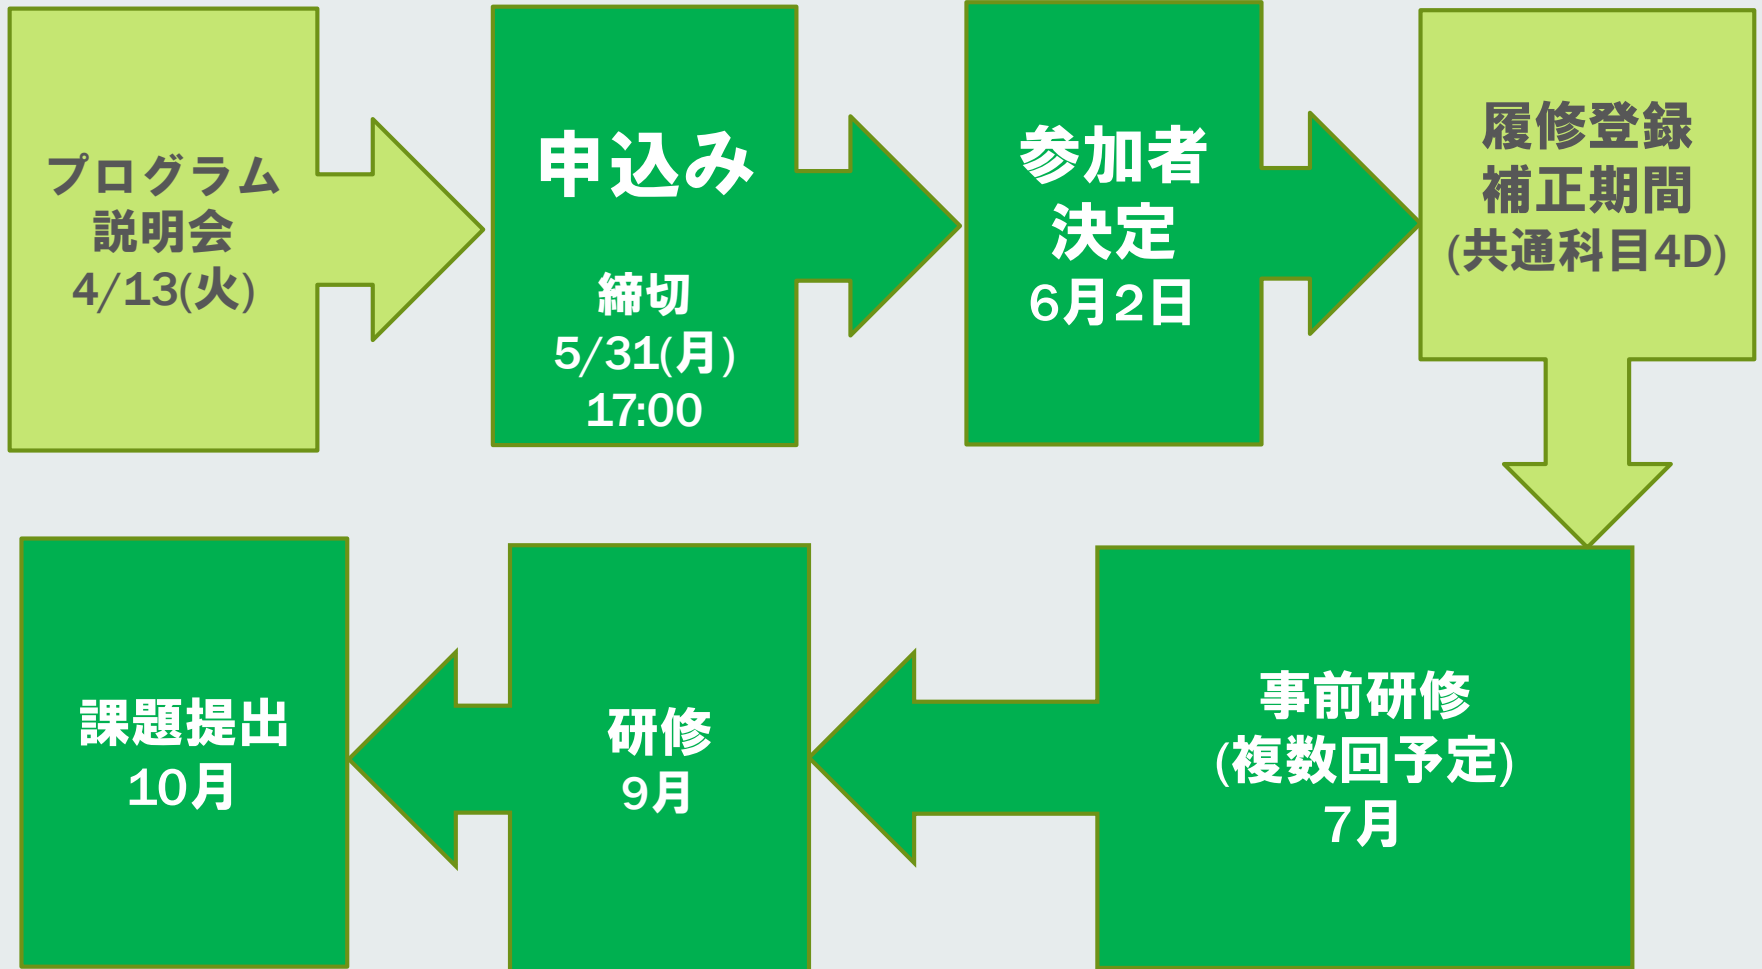 プログラム
説明会
4/13(火)
申込み
締切
5/31(月)
17:00
参加者
決定
6月2日
履修登録
補正期間
(共通科目4D)
事前研修
(複数回予定)
7月
研修
9月
課題提出
10月